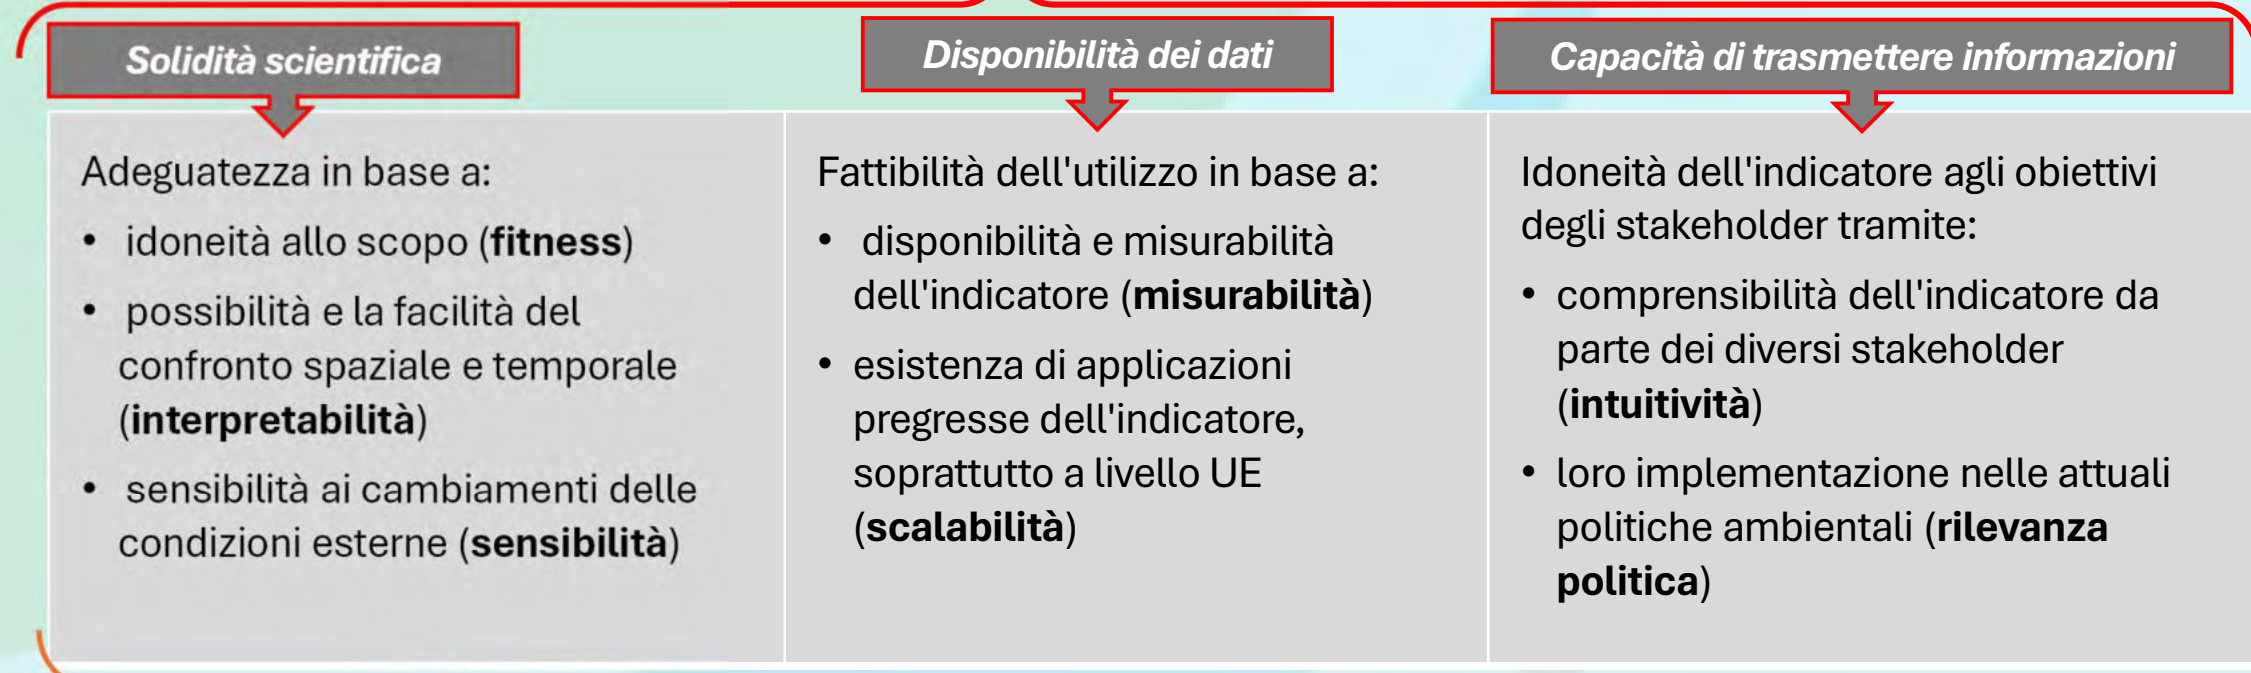 Solidità scientifica
Adeguatezza in base a:
• idoneità allo scopo (fitness)
• possibilità e la facilità del
confronto spaziale e temporale
(interpretabilità)
• sensibilità ai cambiamenti delle
condizioni esterne (sensibilità)
Disponibilità dei dati
Fattibilità dell'utilizzo in base a:
• disponibilità e misurabilità
dell'indicatore (misurabilità)
• esistenza di applicazioni
pregresse dell'indicatore,
soprattutto a livello UE
(scalabilità)
Capacità di trasmettere informazioni
Idoneità dell'indicatore agli obiettivi
degli stakeholder tramite:
• comprensibilità dell'indicatore da
parte dei diversi stakeholder
(intuitività)
• loro implementazione nelle attuali
politiche ambientali (rilevanza
politica)